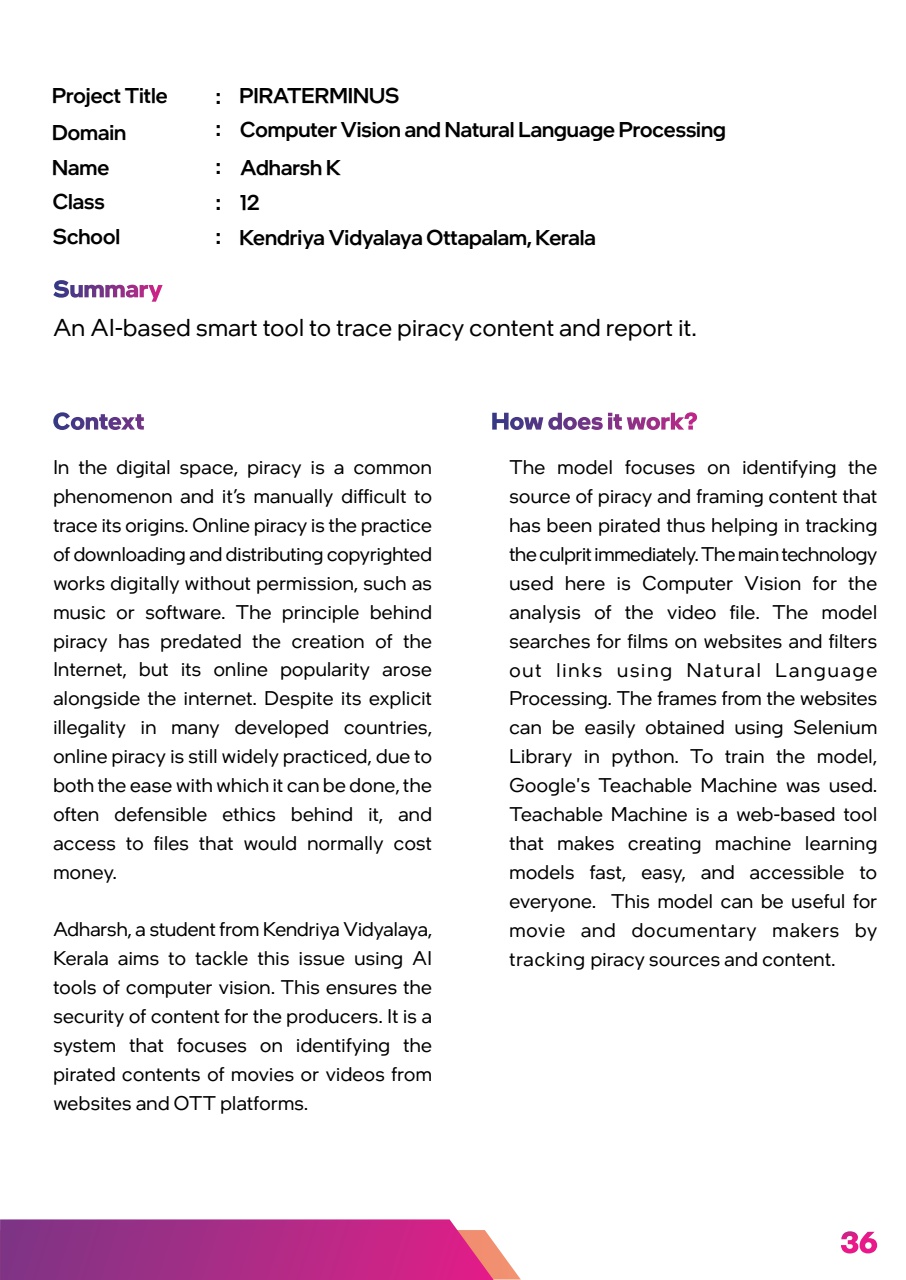 Project Title : PIRATERMINUS
Domain : Computer Vision and Natural Language Processing
Name : Adharsh K
Class : 12
School : Kendriya Vidyalaya Ottapalam, Kerala
Summary
An AI-based smart tool to trace piracy content and report it.
Context
In the digital space, piracy is a common
phenomenon and it’s manually difficult to
trace its origins. Online piracy is the practice
of downloading and distributing copyrighted
works digitally without permission, such as
music or software. The principle behind
piracy has predated the creation of the
Internet, but its online popularity arose
alongside the internet. Despite its explicit
illegality in many developed countries,
online piracy is still widely practiced, due to
both the ease with which it can be done, the
often defensible ethics behind it, and
access to files that would normally cost
money.
Adharsh, a student from Kendriya Vidyalaya,
Kerala aims to tackle this issue using AI
tools of computer vision. This ensures the
security of content for the producers. It is a
system that focuses on identifying the
pirated contents of movies or videos from
websites and OTT platforms.
How does it work?
The model focuses on identifying the
source of piracy and framing content that
has been pirated thus helping in tracking
the culprit immediately. The main technology
used here is Computer Vision for the
analysis of the video file. The model
searches for films on websites and filters
out links using Natural Language
Processing. The frames from the websites
can be easily obtained using Selenium
Library in python. To train the model,
Google's Teachable Machine was used.
Teachable Machine is a web-based tool
that makes creating machine learning
models fast, easy, and accessible to
everyone. This model can be useful for
movie and documentary makers by
tracking piracy sources and content.
36